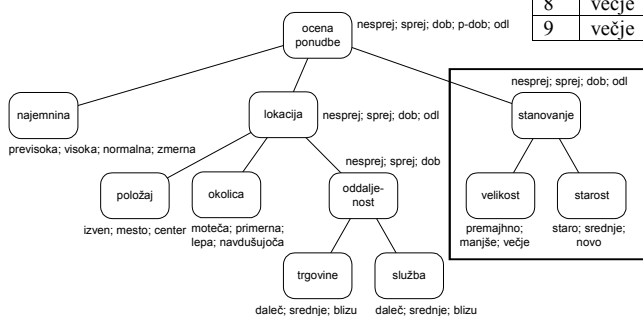 8 večje
9 večje
ocena
ponudbe
nesprej; sprej; dob; p-dob; odl
nesprej; sprej; dob; odl
najemnina
lokacija
nesprej; sprej; dob; odl
stanovanje
previsoka; visoka; normalna; zmerna
nesprej; sprej; dob
položaj
okolica
oddalje-
nost
velikost
starost
izven; mesto; center
moteča; primerna;
lepa; navdušujoča
premajhno;
manjše; večje
staro; srednje;
novo
trgovine
služba
daleč; srednje; blizu
daleč; srednje; blizu